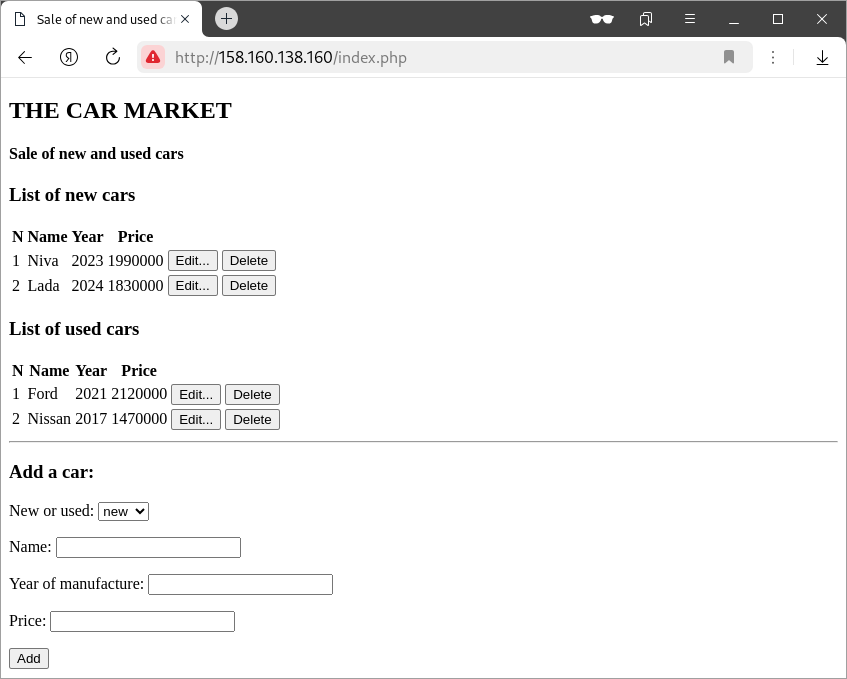 Sale of new and used ca
Я
http://158.160.138.160/index.php
THE CAR MARKET
Sale of new and used cars
List of new cars
N Name Year Price
1 Niva 2023 1990000 Edit... Delete
2 Lada 2024 1830000 Edit... Delete
List of used cars
N Name Year Price
1 Ford 2021 2120000 Edit... Delete
2 Nissan 2017 1470000 Edit... Delete
Add a car:
New or used: new
Name:
Year of manufacture:
Price:
Add